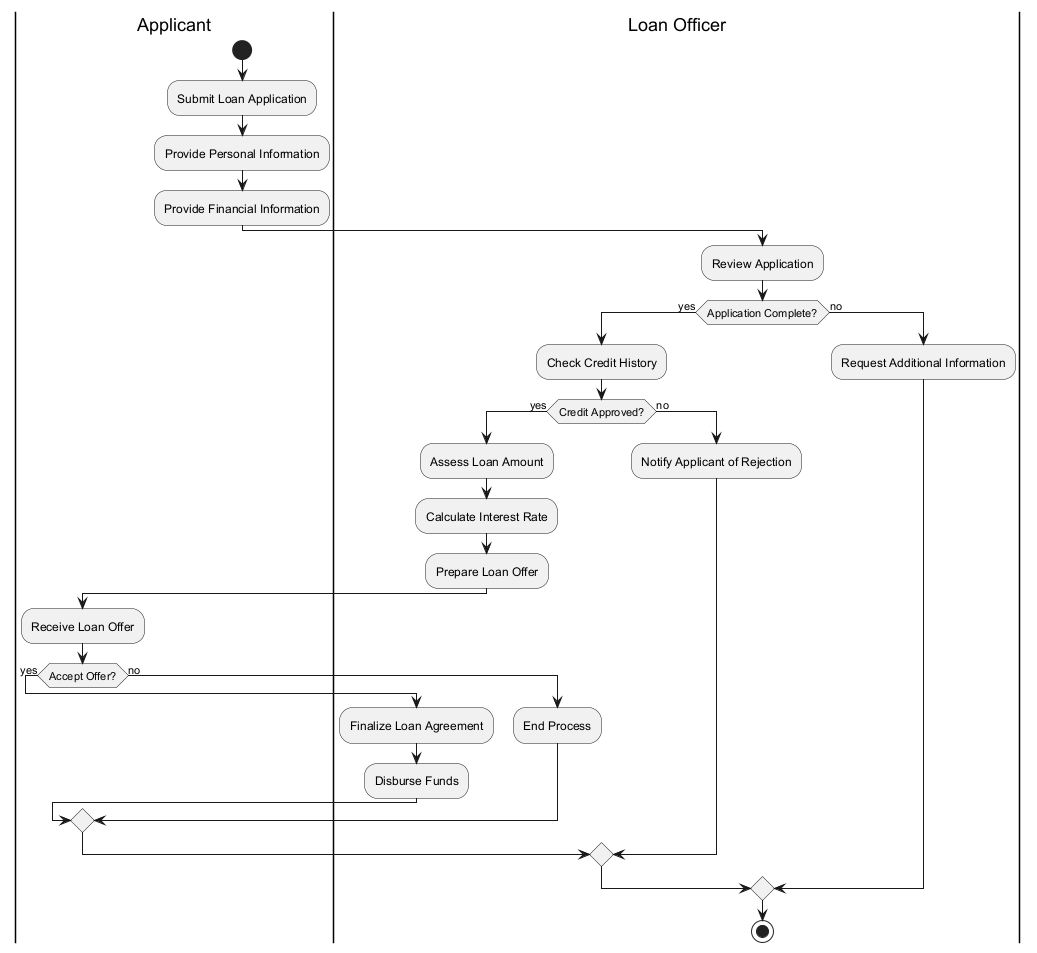 Applicant
Loan Officer
Submit Loan Application
Provide Personal Information
Provide Financial Information
Review Application
yes
Application Complete?
no
Check Credit History
Request Additional Information
yes
Credit Approved?
no
Assess Loan Amount
Notify Applicant of Rejection
Calculate Interest Rate
Prepare Loan Offer
Receive Loan Offer
yes
Accept Offer?
no
Finalize Loan Agreement
End Process
Disburse Funds